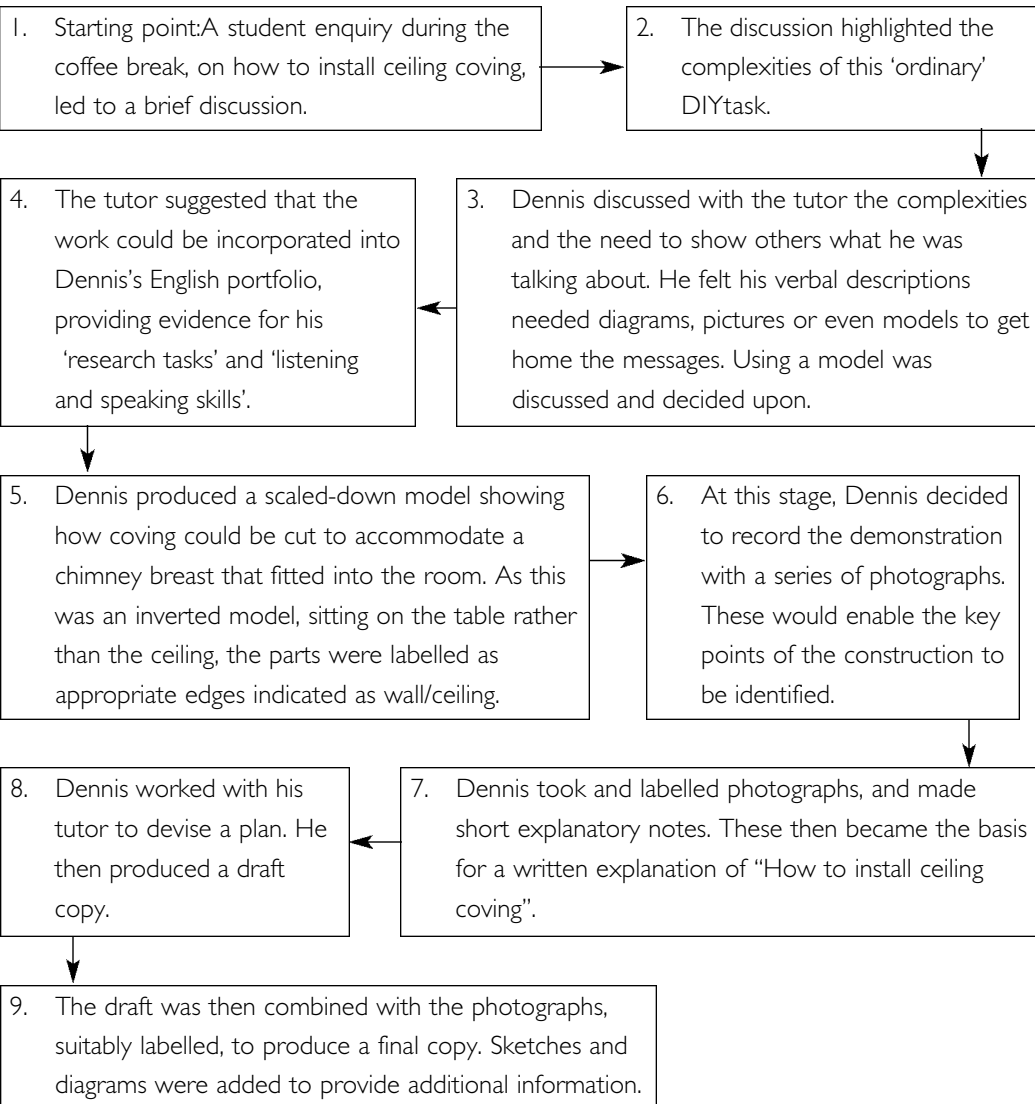 1. Starting point:A student enquiry during the
coffee break, on how to install ceiling coving,
led to a brief discussion.
2. The discussion highlighted the
complexities of this ‘ordinary’
DIYtask.
3. Dennis discussed with the tutor the complexities
and the need to show others what he was
talking about. He felt his verbal descriptions
needed diagrams, pictures or even models to get
home the messages. Using a model was
discussed and decided upon.
4. The tutor suggested that the
work could be incorporated into
Dennis’s English portfolio,
providing evidence for his
‘research tasks’ and ‘listening
and speaking skills’.
5. Dennis produced a scaled-down model showing
how coving could be cut to accommodate a
chimney breast that fitted into the room. As this
was an inverted model, sitting on the table rather
than the ceiling, the parts were labelled as
appropriate edges indicated as wall/ceiling.
6. At this stage, Dennis decided
to record the demonstration
with a series of photographs.
These would enable the key
points of the construction to
be identified.
7. Dennis took and labelled photographs, and made
short explanatory notes. These then became the basis
for a written explanation of “How to install ceiling
coving”.
8. Dennis worked with his
tutor to devise a plan. He
then produced a draft
copy.
9. The draft was then combined with the photographs,
suitably labelled, to produce a final copy. Sketches and
diagrams were added to provide additional information.